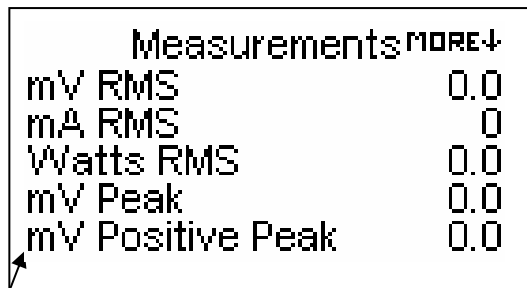 Measurements MORE↓
mV RMS 0.0
mA RMS 0
Watts RMS 0.0
mV Peak 0.0
mV Positive Peak 0.0